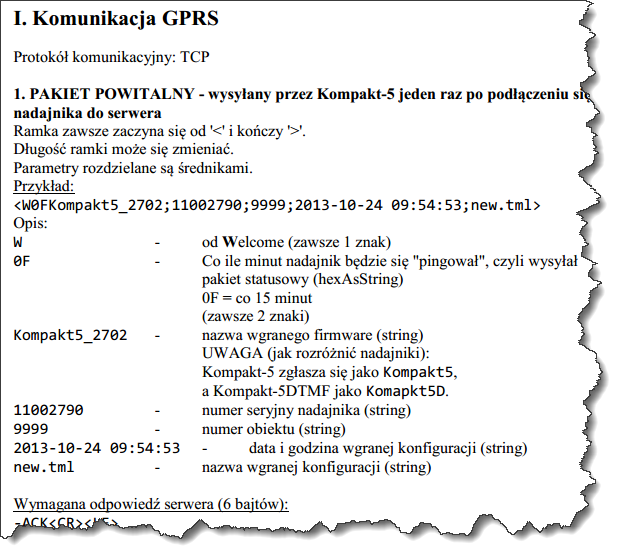 I. Komunikacja GPRS
Protokół komunikacyjny: TCP
1. PAKIET POWITALNY - wysyłany przez Kompakt-5 jeden raz po podłączeniu się
nadajnika do serwera
Ramka zawsze zaczyna się od '<' i kończy '>'.
Długość ramki może się zmieniać.
Parametry rozdzielane są średnikami.
Przykład:
<W0FKompakt5_2702;11002790;9999;2013-10-24 09:54:53;new.tml>
Opis:
W - od Welcome (zawsze 1 znak)
0F - Co ile minut nadajnik będzie się "pingował", czyli wysyłał
pakiet statusowy (hexAsString)
0F = co 15 minut
(zawsze 2 znaki)
Kompakt5_2702 - nazwa wgranego firmware (string)
UWAGA (jak rozróżnić nadajniki):
Kompakt-5 zgłasza się jako Kompakt5,
a Kompakt-5DTMF jako Komapkt5D.
11002790 - numer seryjny nadajnika (string)
9999 - numer obiektu (string)
2013-10-24 09:54:53 - data i godzina wgranej konfiguracji (string)
new.tml - nazwa wgranej konfiguracji (string)
Wymagana odpowiedź serwera (6 bajtów):
-ACK<CR><LF>